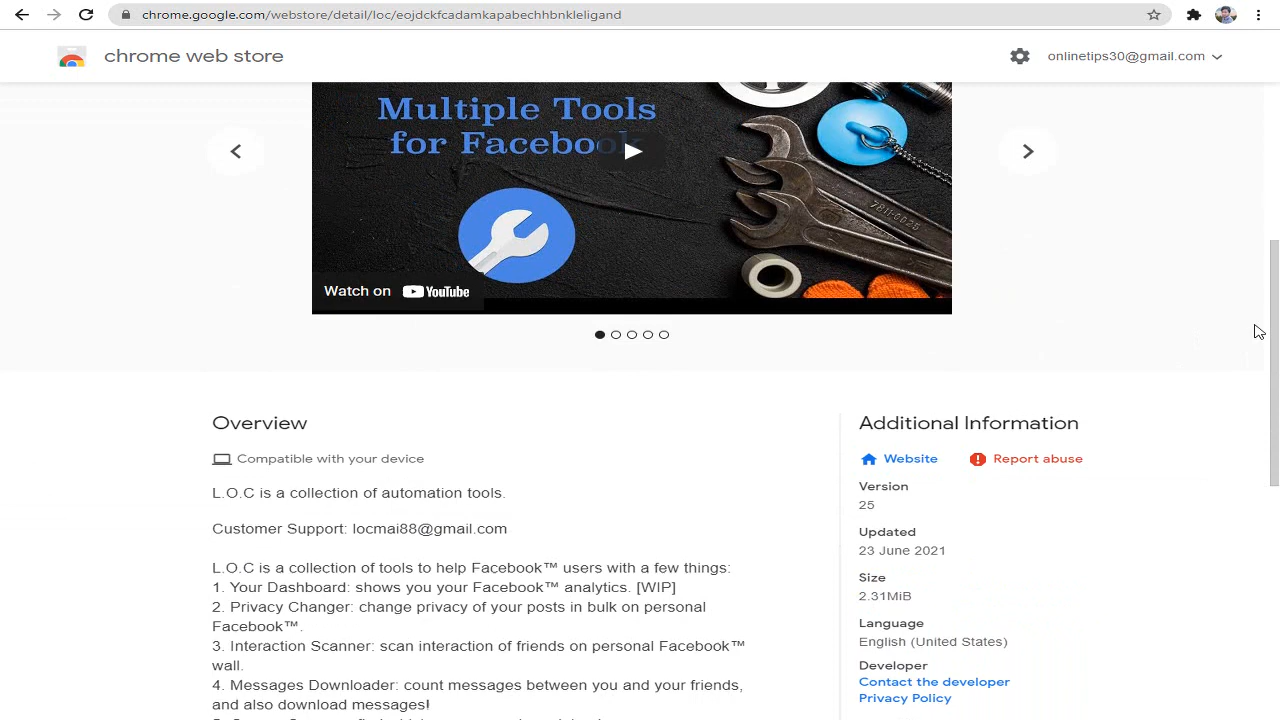 chrome.google.com/webstore/detail/loc/eojdckfcadamkapabechhbnkleligand
chrome web store
onlinetips30@gmail.com
Multiple Tools
for Facebook
7811-0025
Watch on YouTube
Overview
Compatible with your device
L.O.C is a collection of automation tools.
Customer Support: locmai88@gmail.com
L.O.C is a collection of tools to help Facebook™ users with a few things:
1. Your Dashboard: shows you your Facebook™ analytics. [WIP]
2. Privacy Changer: change privacy of your posts in bulk on personal
Facebook™.
3. Interaction Scanner: scan interaction of friends on personal Facebook™
wall.
4. Messages Downloader: count messages between you and your friends,
and also download messages!
Additional Information
Website
Report abuse
Version
25
Updated
23 June 2021
Size
2.31MiB
Language
English (United States)
Developer
Contact the developer
Privacy Policy